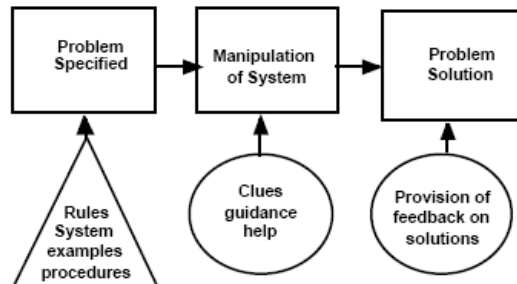 Problem
Specified
Manipulation
of System
Problem
Solution
Rules
System
examples
procedures
Clues
guidance
help
Provision of
feedback on
solutions